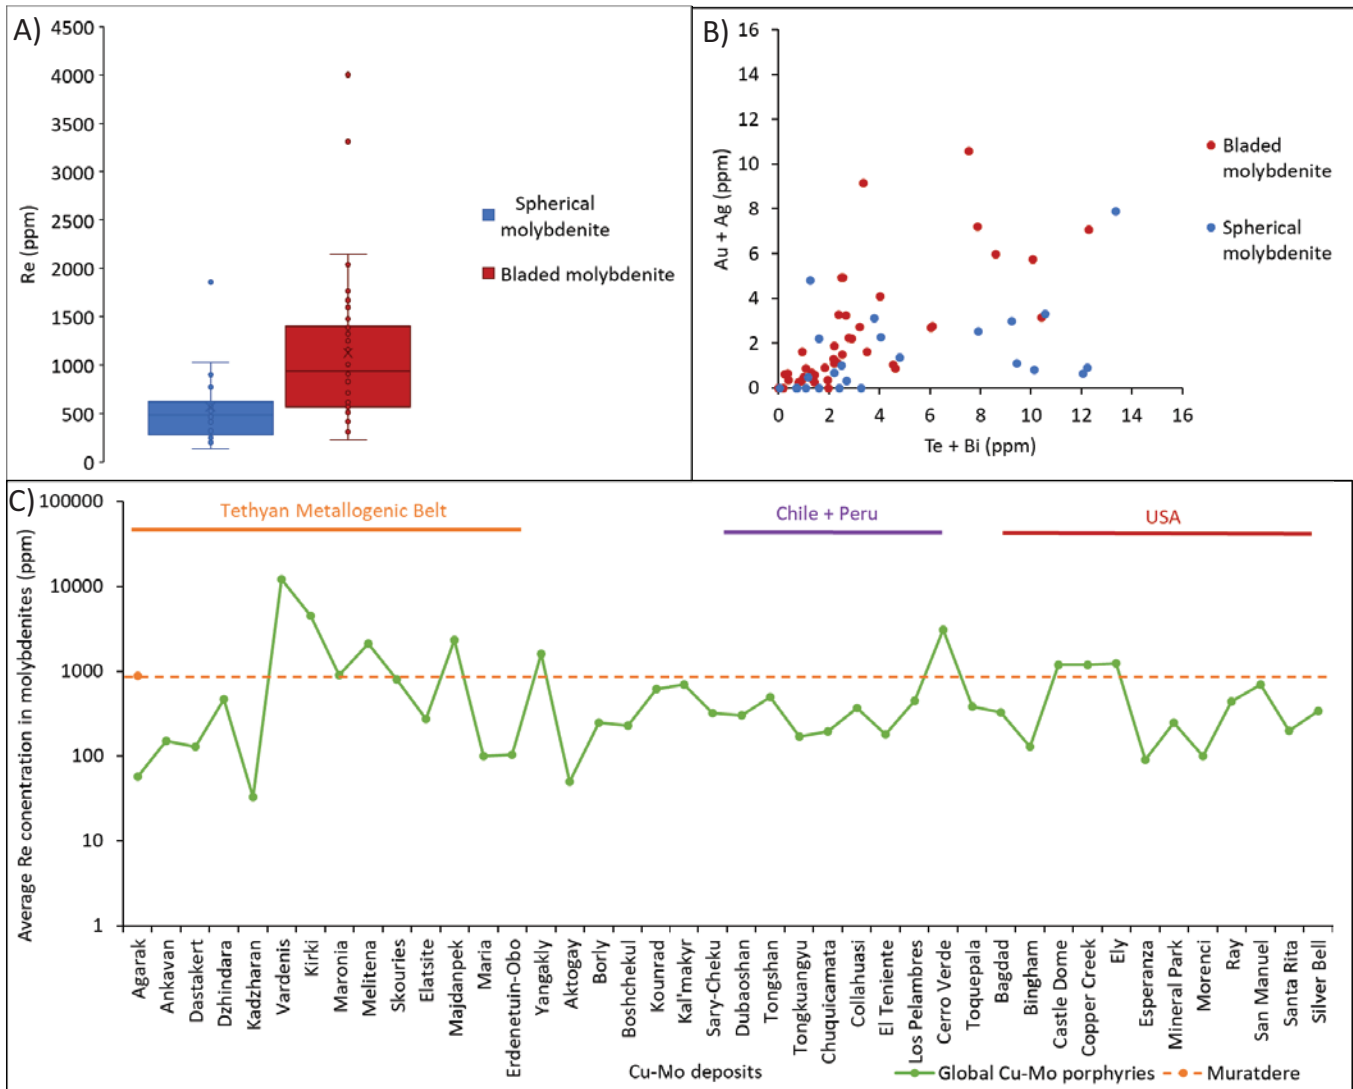 A)
4500
4000
3500
3000
2500
2000
1500
1000
500
0
Re (ppm)
Spherical
molybdenite
Bladed molybdenite
B)
16
14
12
10
8
6
4
2
0
Au + Ag (ppm)
0 2 4 6 8 10 12 14 16
Te + Bi (ppm)
Bladed
molybdenite
Spherical
molybdenite
C)
100000
10000
1000
100
10
1
Average Re conentration in molybdenites (ppm)
Tethyan Metallogenic Belt
Chile + Peru
USA
Agarak
Ankavan
Dastakert
Dzhindara
Kadzharan
Vardenis
Kirki
Maronia
Melitena
Skouries
Elatsite
Majdanpek
Maria
Erdenetuin-Obo
Yangakly
Aktogay
Borly
Boshchekul
Kounrad
Kal'makyr
Sary-Cheku
Dubaoshan
Tongshan
Tongkuangyu
Chuquicamata
Collahuasi
El Teniente
Los Pelambres
Cerro Verde
Toquepala
Bagdad
Bingham
Castle Dome
Copper Creek
Ely
Esperanza
Mineral Park
Morenci
Ray
San Manuel
Santa Rita
Silver Bell
Cu-Mo deposits
Global Cu-Mo porphyries
Muratdere